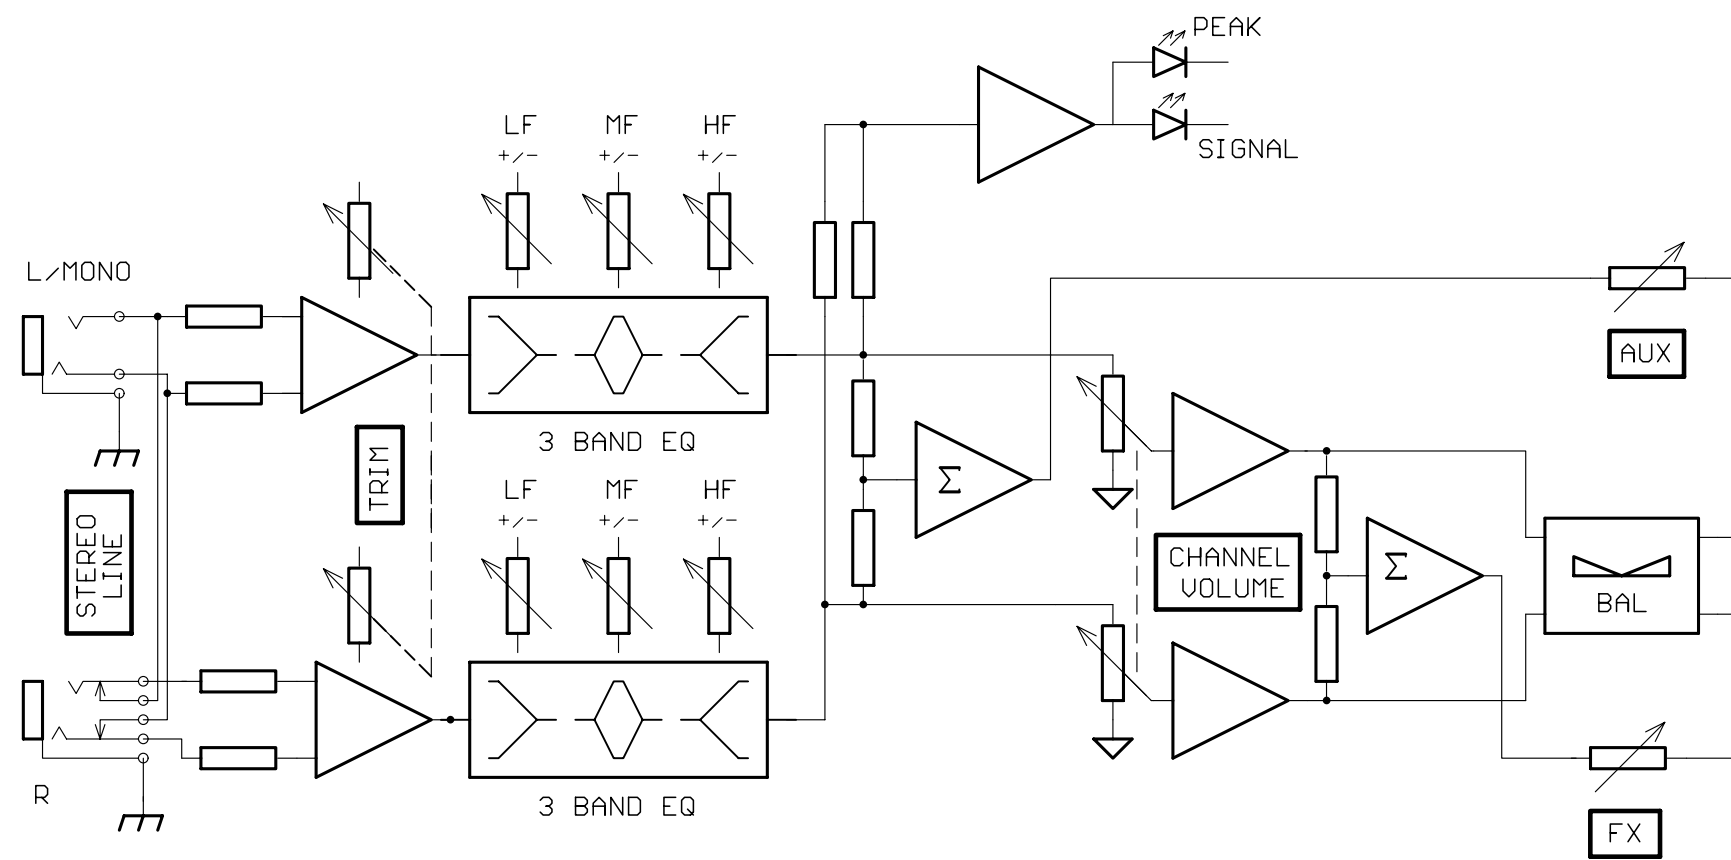 PEAK
SIGNAL
LF MF HF
+/- +/- +/-
L/MONO
3 BAND EQ
AUX
TRIM
Σ
LF MF HF
+/- +/- +/-
STEREO
LINE
CHANNEL
VOLUME
Σ
BAL
R
3 BAND EQ
FX